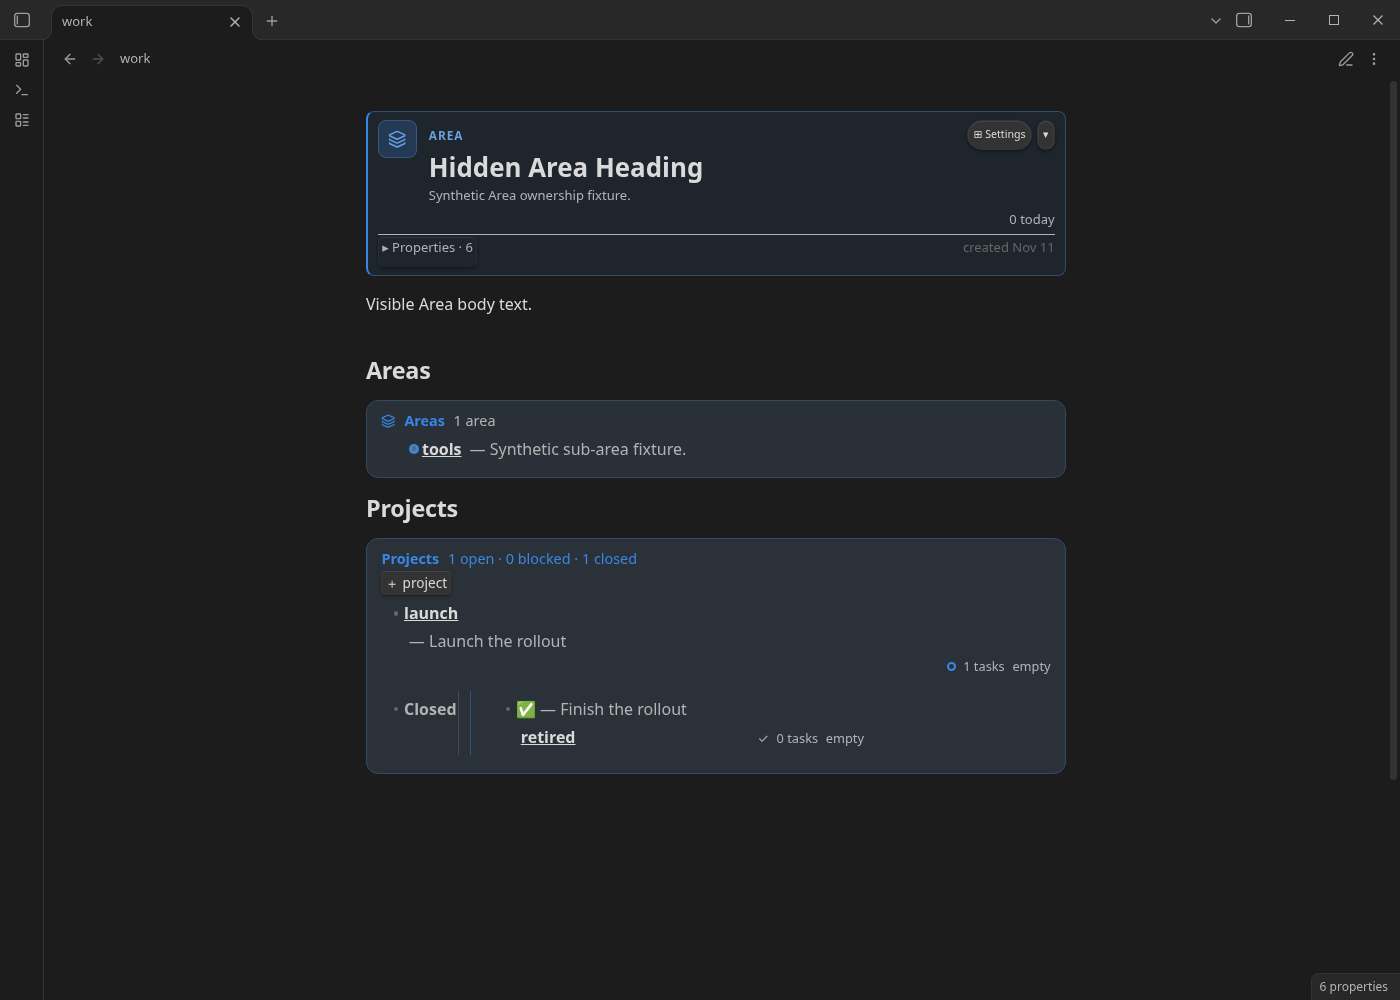 work
work
AREA
⊞ Settings ▾
Hidden Area Heading
Synthetic Area ownership fixture.
0 today
▸ Properties · 6 created Nov 11
Visible Area body text.
Areas
Areas 1 area
tools — Synthetic sub-area fixture.
Projects
Projects 1 open · 0 blocked · 1 closed
+ project
• launch
— Launch the rollout
1 tasks empty
• Closed
• ✅ — Finish the rollout
retired ✓ 0 tasks empty
6 properties